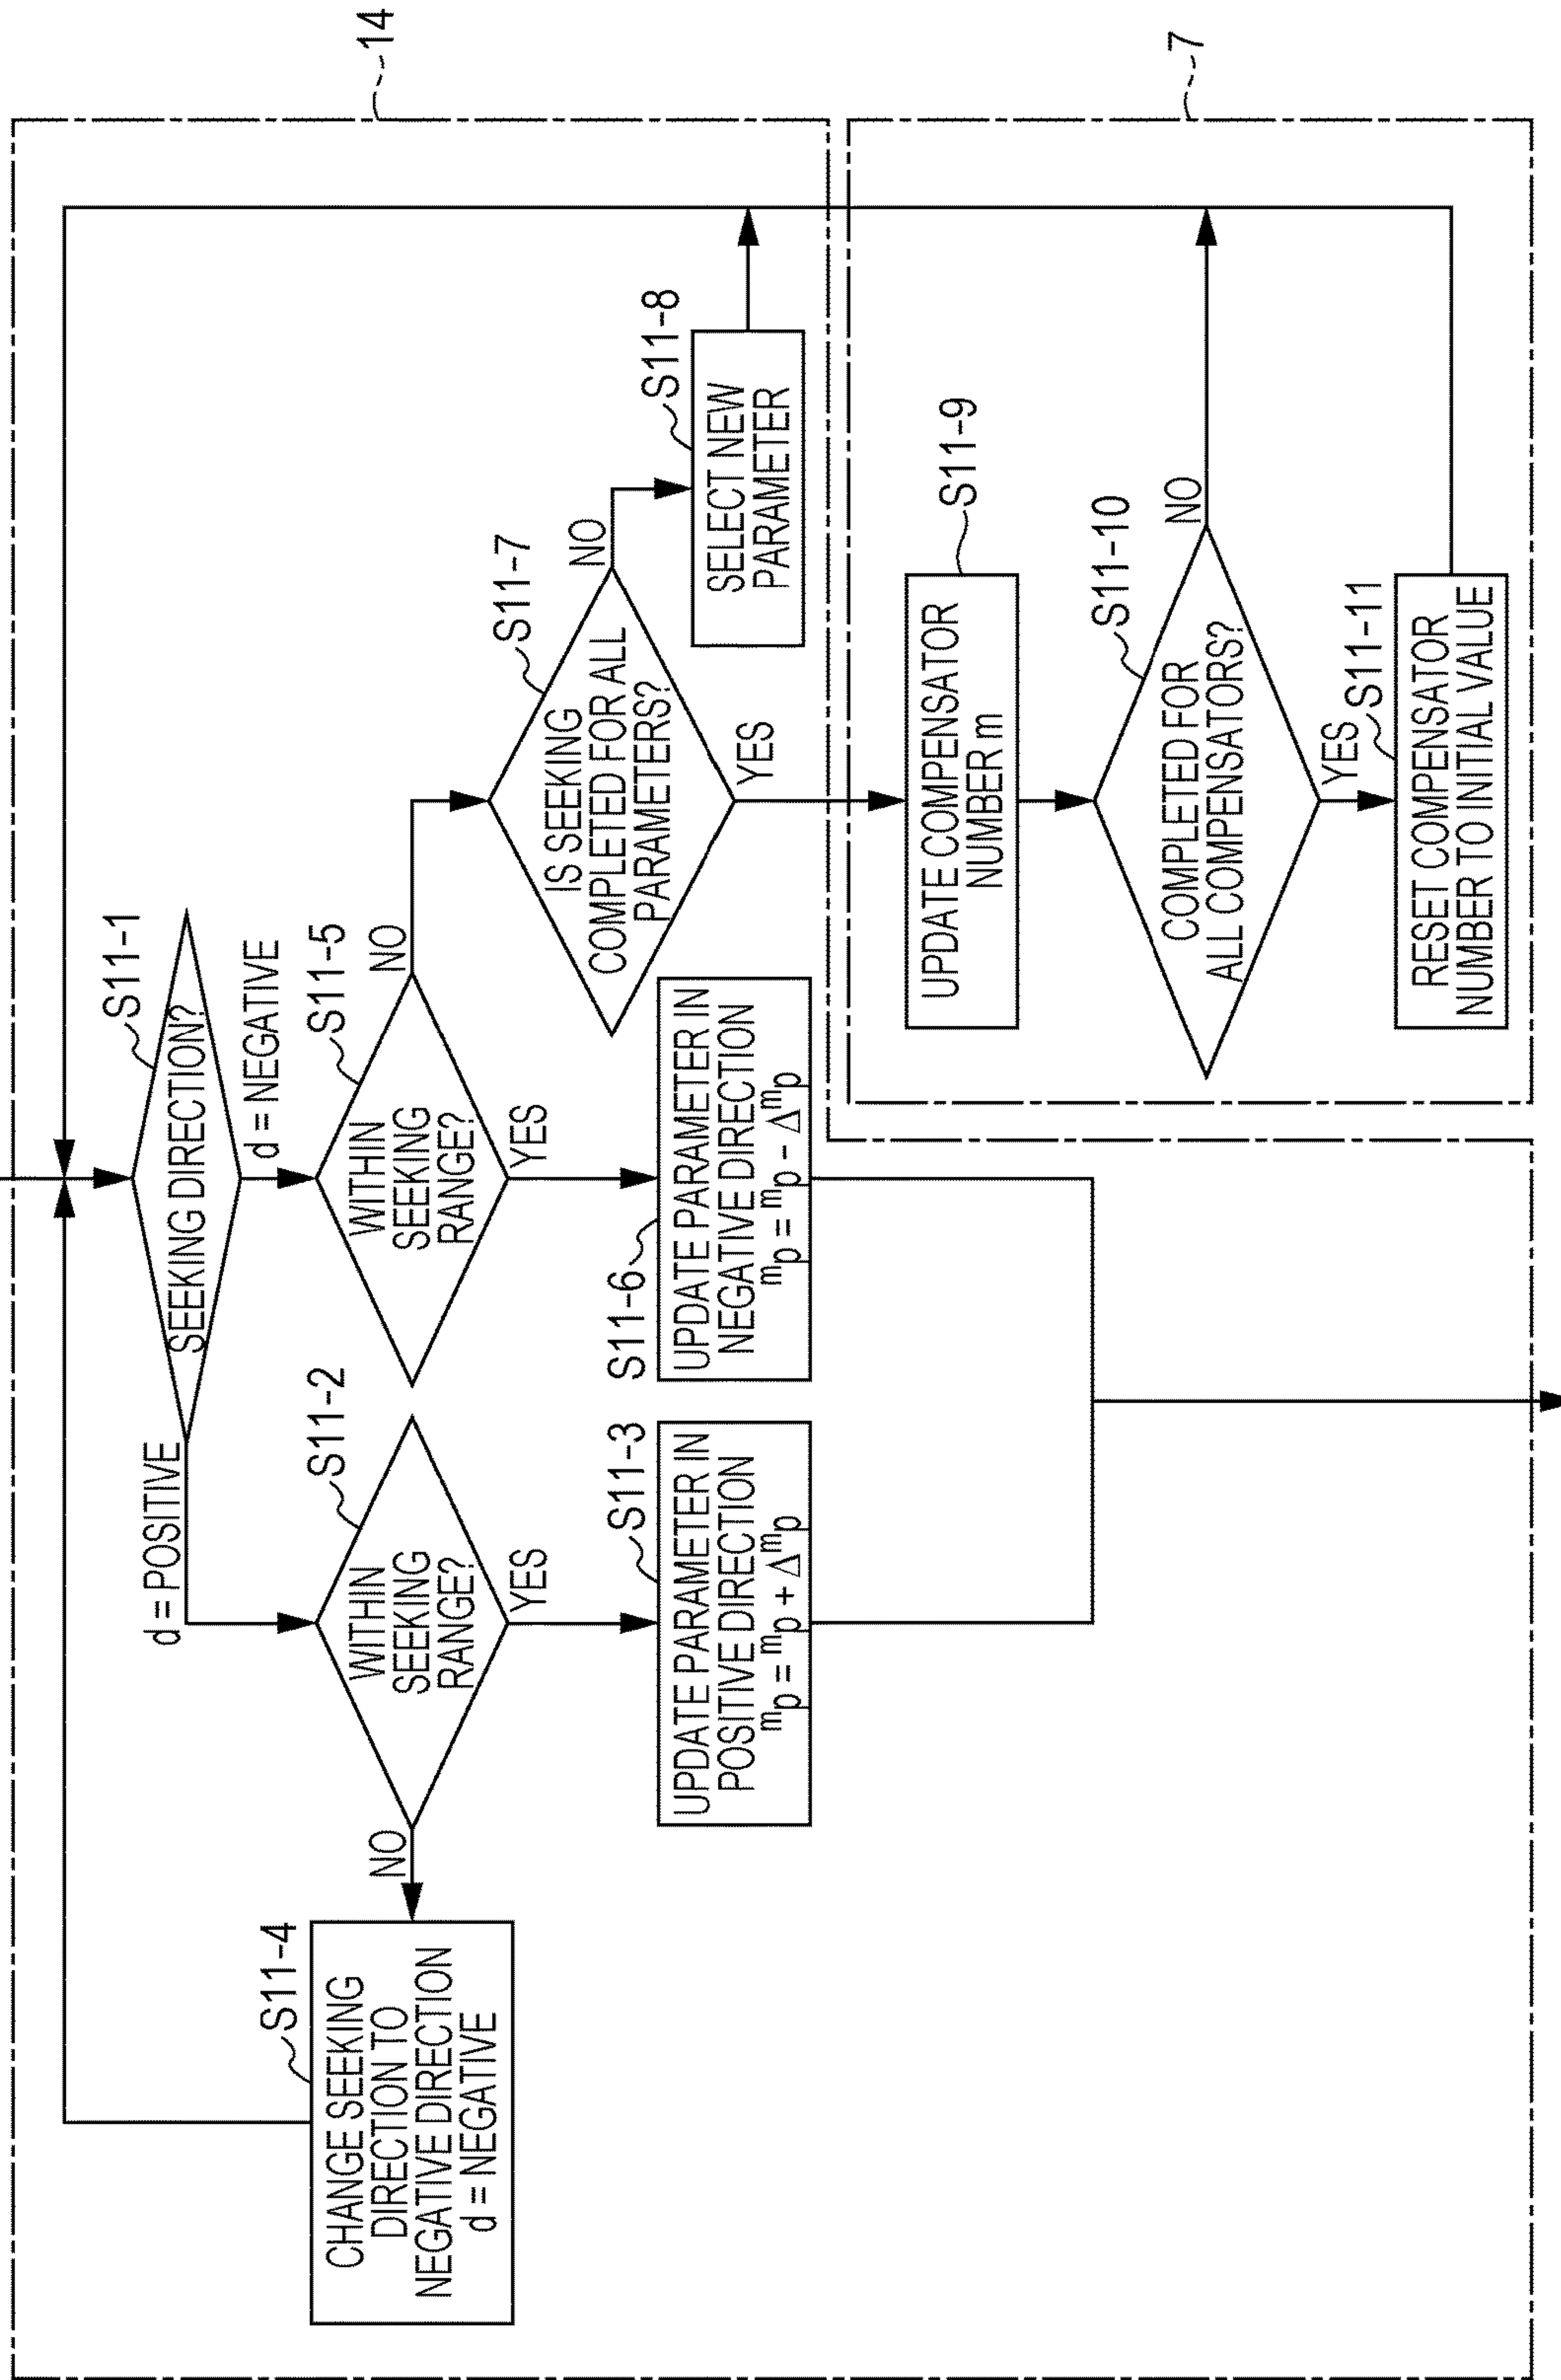 14
S11-1
SEEKING DIRECTION?
d = POSITIVE
d = NEGATIVE
S11-4
CHANGE SEEKING
DIRECTION TO
NEGATIVE DIRECTION
d = NEGATIVE
S11-2
WITHIN
SEEKING
RANGE?
NO
YES
S11-5
WITHIN
SEEKING
RANGE?
NO
YES
S11-3
UPDATE PARAMETER IN
POSITIVE DIRECTION
ᵐp = ᵐp + Δᵐp
S11-6
UPDATE PARAMETER IN
NEGATIVE DIRECTION
ᵐp = ᵐp - Δᵐp
S11-7
IS SEEKING
COMPLETED FOR ALL
PARAMETERS?
NO
YES
S11-8
SELECT NEW
PARAMETER
7
S11-9
UPDATE COMPENSATOR
NUMBER m
S11-10
COMPLETED FOR
ALL COMPENSATORS?
NO
YES
S11-11
RESET COMPENSATOR
NUMBER TO INITIAL VALUE